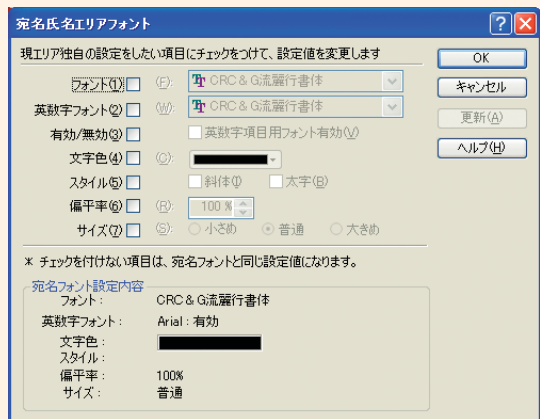 宛名氏名エリアフォント
現エリア独自の設定をしたい項目にチェックをつけて、設定値を変更します
フォント(1) (F): CRC&G流麗行書体
英数字フォント(2) (W): CRC&G流麗行書体
有効/無効(3) 英数字項目用フォント有効(V)
文字色(4) (C):
スタイル(5) 斜体(I) 太字(B)
偏平率(6) (R): 100 %
サイズ(7) (S): 小さめ 普通 大きめ
* チェックを付けない項目は、宛名フォントと同じ設定値になります。
宛名フォント設定内容
フォント: CRC&G流麗行書体
英数字フォント: Arial:有効
文字色:
スタイル:
偏平率: 100%
サイズ: 普通
OK
キャンセル
更新(A)
ヘルプ(H)